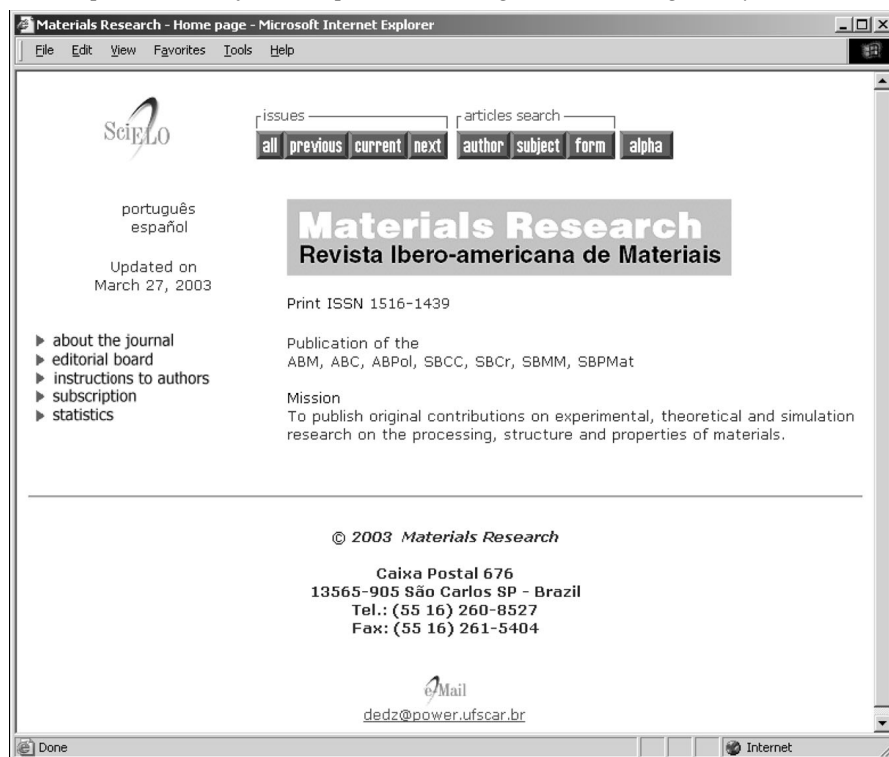 Materials Research - Home page - Microsoft Internet Explorer
File Edit View Favorites Tools Help
SciELO
issues articles search
all previous current next author subject form alpha
português
español
Updated on
March 27, 2003
about the journal
editorial board
instructions to authors
subscription
statistics
Materials Research
Revista Ibero-americana de Materiais
Print ISSN 1516-1439
Publication of the
ABM, ABC, ABPol, SBCC, SBCr, SBMM, SBPMat
Mission
To publish original contributions on experimental, theoretical and simulation
research on the processing, structure and properties of materials.
© 2003 Materials Research
Caixa Postal 676
13565-905 São Carlos SP - Brazil
Tel.: (55 16) 260-8527
Fax: (55 16) 261-5404
e-Mail
dedz@power.ufscar.br
Done Internet